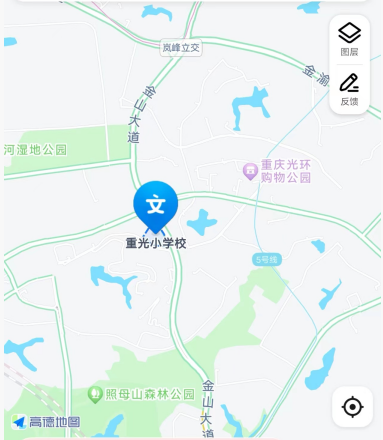 岚峰立交
图层
金渝
反馈
金山大道
河湿地公园
重庆光环
购物公园
文
重光小学校
5号线
照母山森林公园
金山大道
高德地图